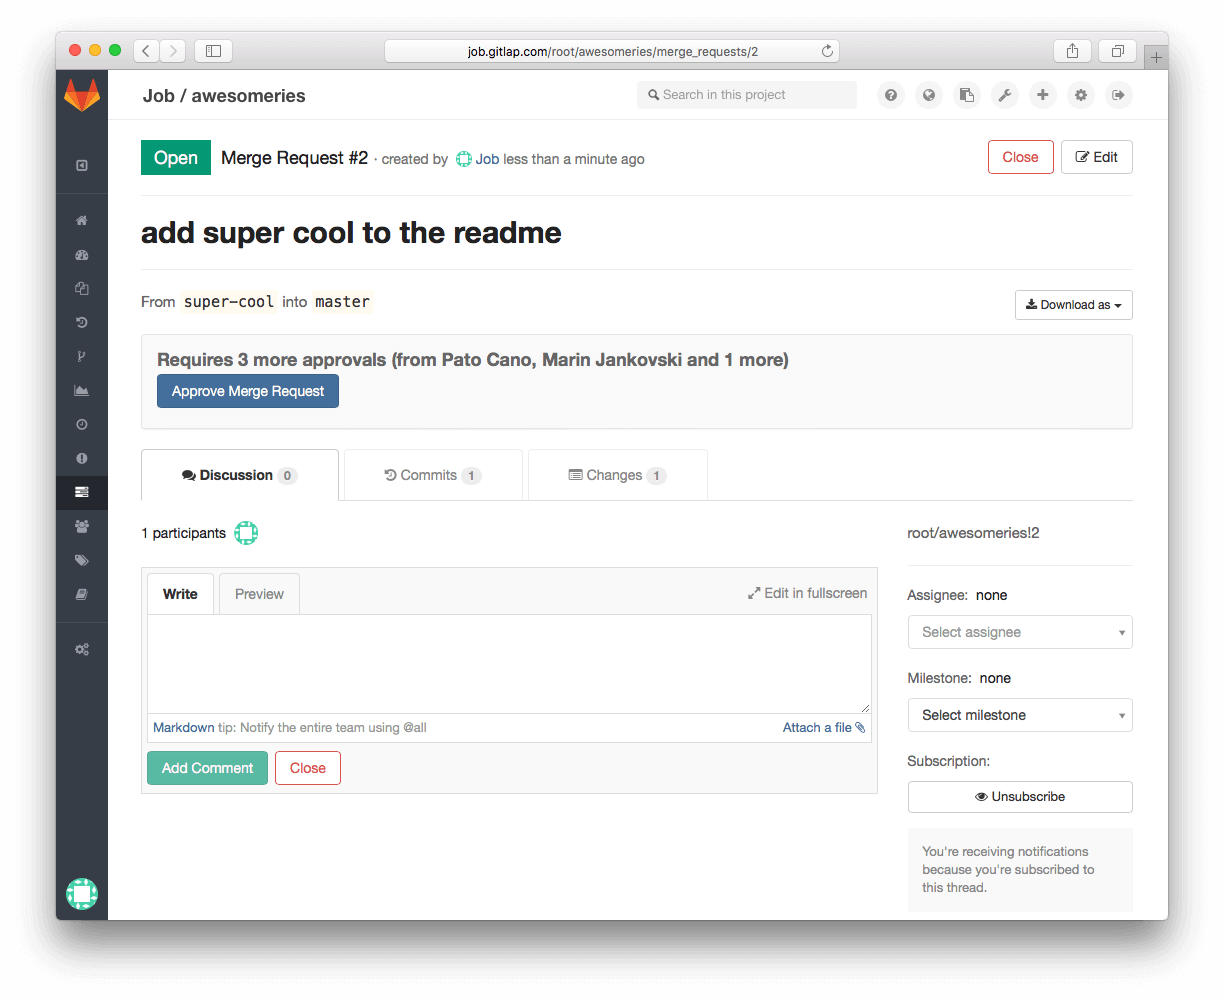 job.gitlap.com/root/awesomeries/merge_requests/2
Job / awesomeries
Search in this project
Open Merge Request #2 · created by Job less than a minute ago
Close Edit
add super cool to the readme
From super-cool into master
Download as
Requires 3 more approvals (from Pato Cano, Marin Jankovski and 1 more)
Approve Merge Request
Discussion 0 Commits 1 Changes 1
1 participants
root/awesomeries!2
Write Preview Edit in fullscreen
Assignee: none
Select assignee
Milestone: none
Select milestone
Markdown tip: Notify the entire team using @all Attach a file
Add Comment Close
Subscription:
Unsubscribe
You're receiving notifications
because you're subscribed to
this thread.